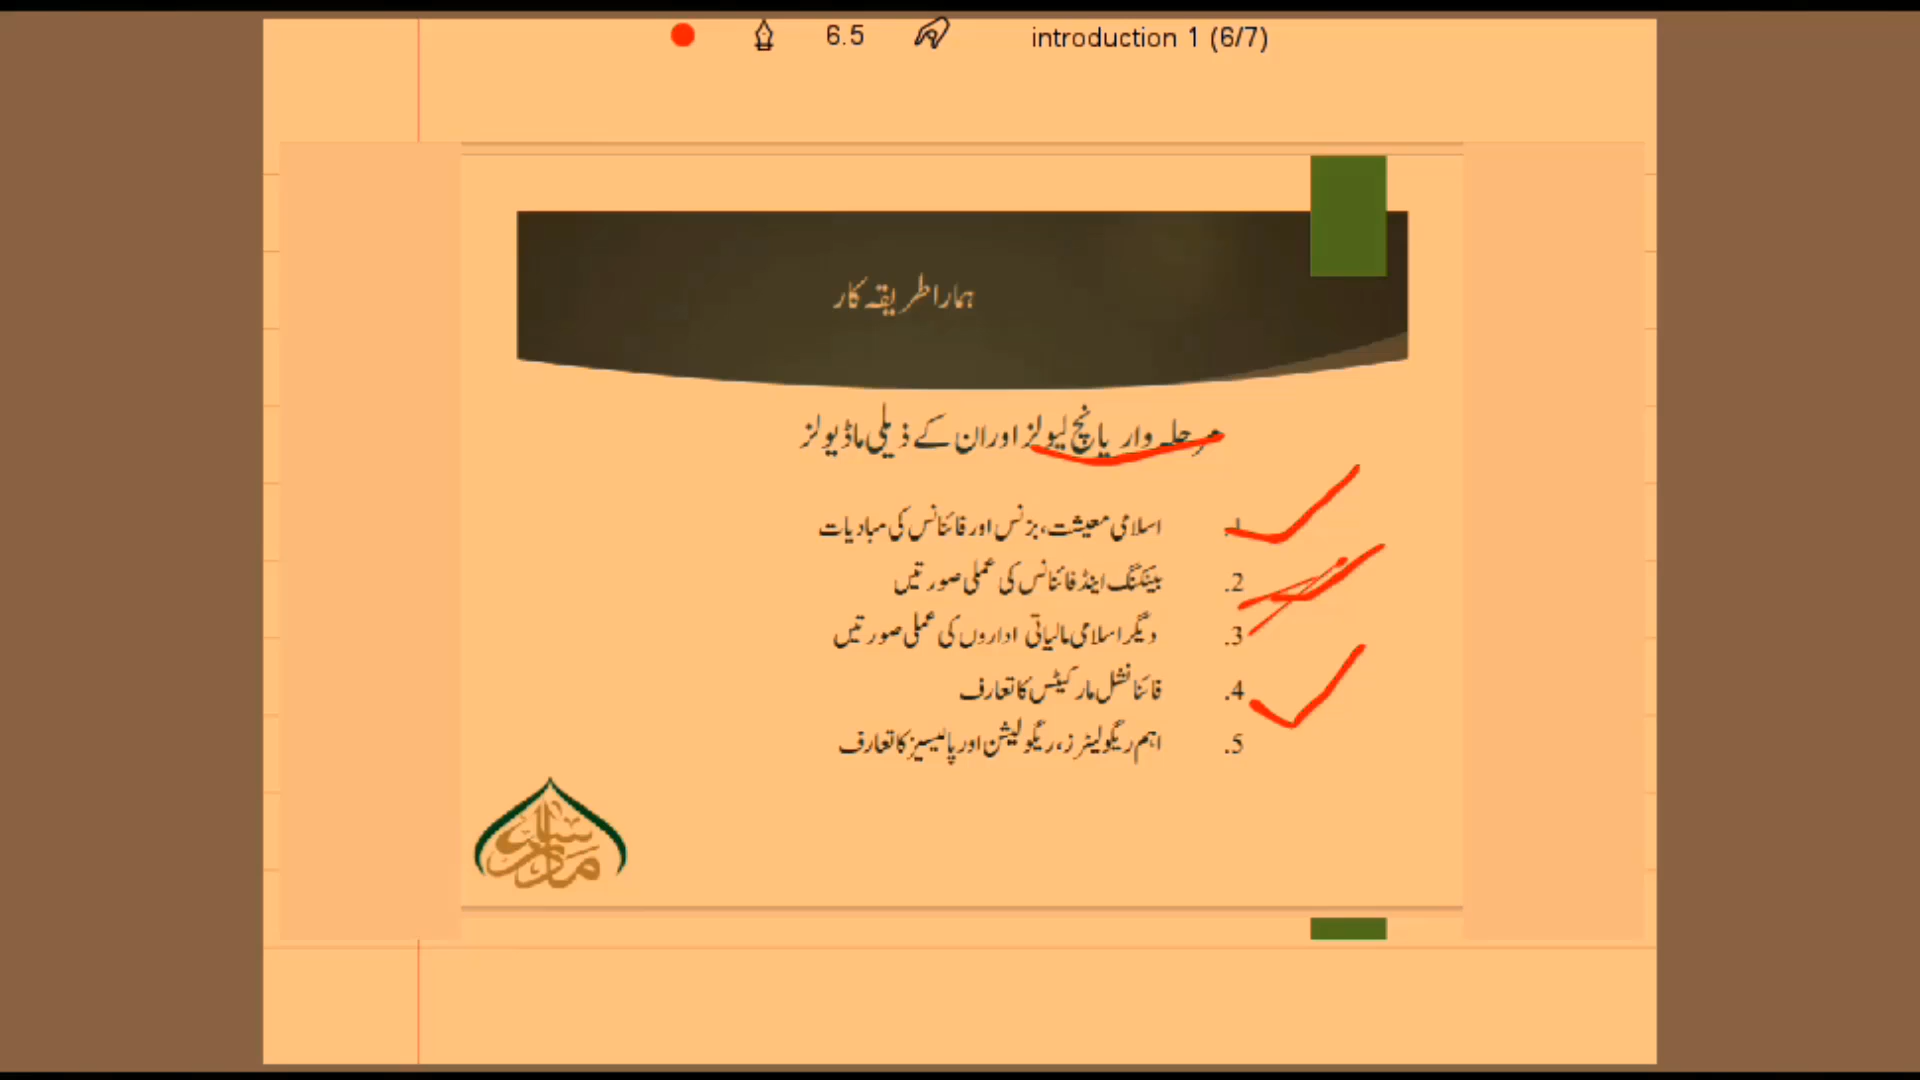 6.5 introduction 1 (6/7)
ہمارا طریقہ کار
مرحلہ وار پانچ لیولز اور ان کے ذیلی ماڈیولز
1. اسلامی معیشت، بزنس اور فائنانس کی مبادیات
2. بینکنگ اینڈ فائنانس کی عملی صورتیں
3. دیگر اسلامی مالیاتی اداروں کی عملی صورتیں
4. فائنانشل مارکیٹس کا تعارف
5. اہم ریگولیٹرز، ریگولیشن اور پالیسیز کا تعارف